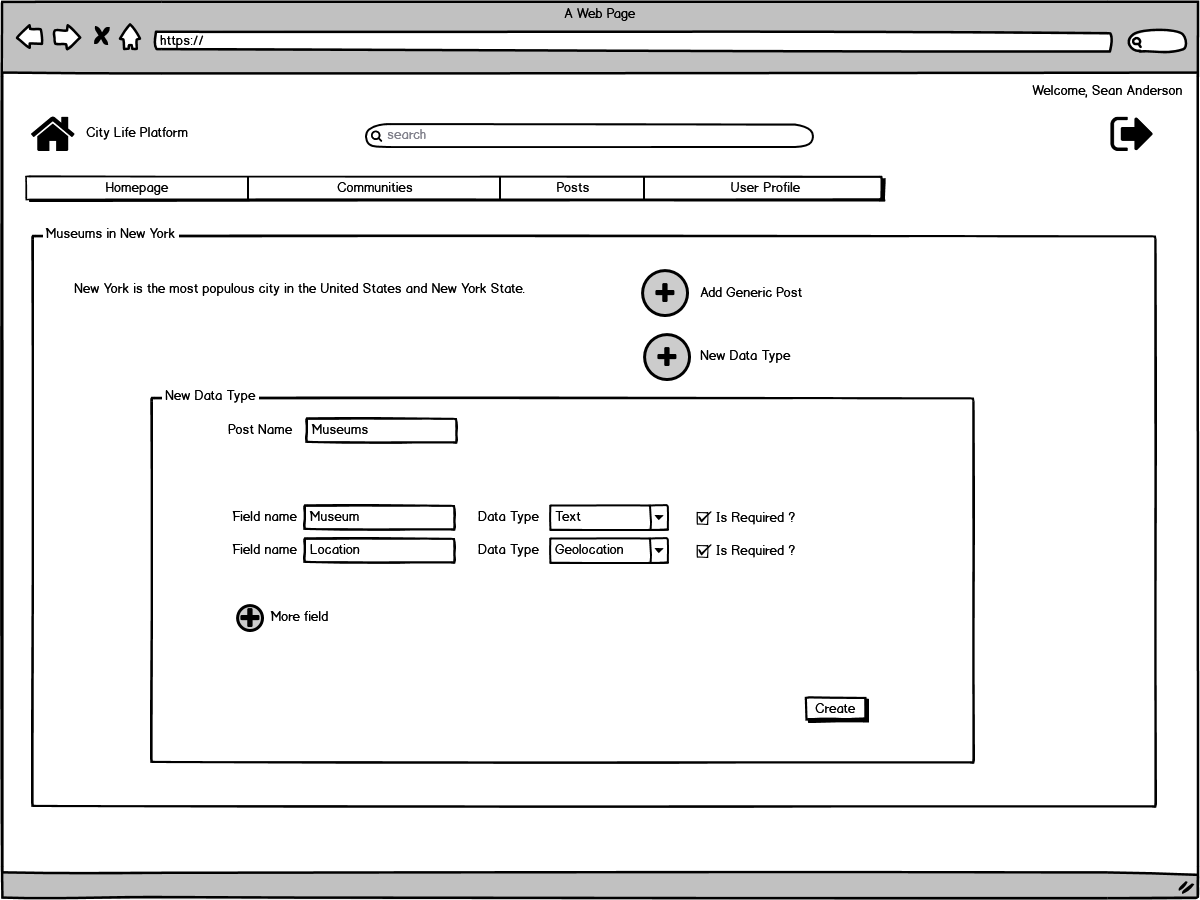 A Web Page
https://
Welcome, Sean Anderson
City Life Platform
search
Homepage Communities Posts User Profile
Museums in New York
New York is the most populous city in the United States and New York State.
Add Generic Post
New Data Type
New Data Type
Post Name Museums
Field name Museum Data Type Text Is Required ?
Field name Location Data Type Geolocation Is Required ?
More field
Create